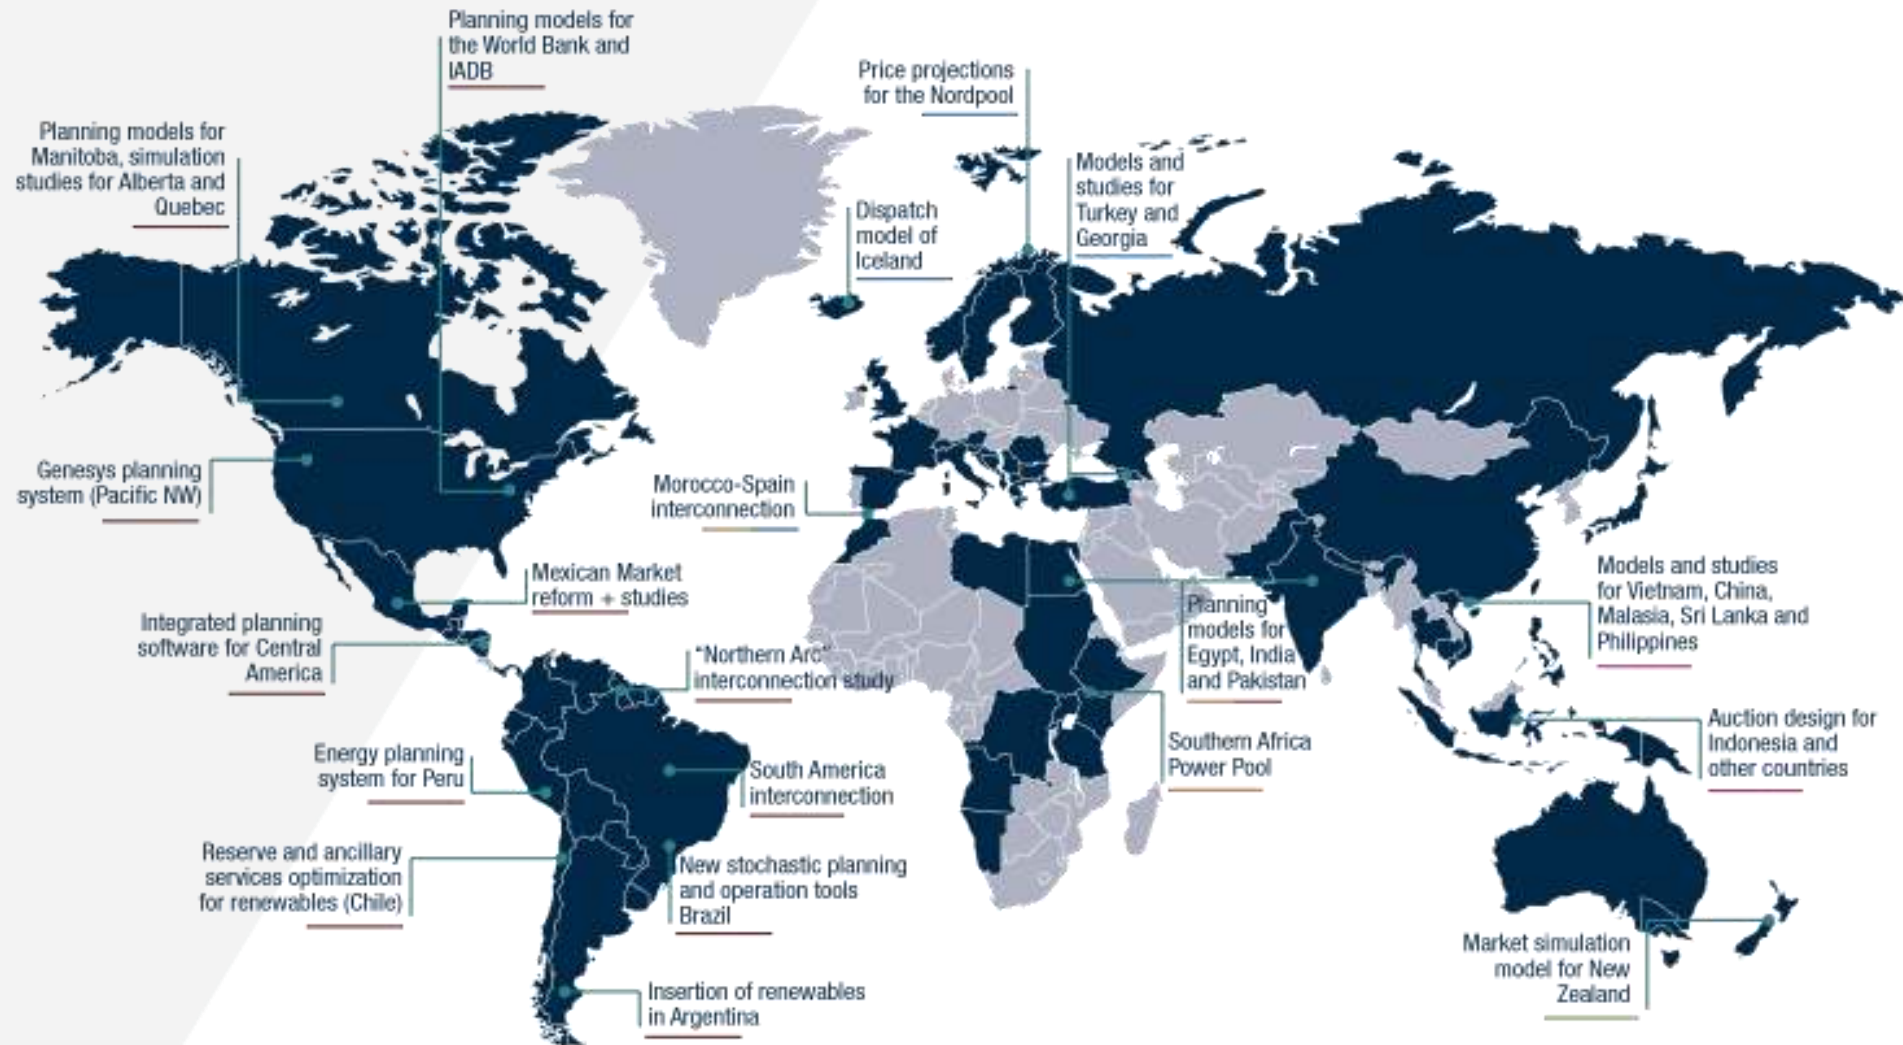 Planning models for
the World Bank and
IADB
Price projections
for the Nordpool
Planning models for
Manitoba, simulation
studies for Alberta and
Quebec
Models and
studies for
Turkey and
Georgia
Dispatch
model of
Iceland
Genesys planning
system (Pacific NW)
Morocco-Spain
interconnection
Mexican Market
reform + studies
Models and studies
for Vietnam, China,
Malasia, Sri Lanka and
Philippines
Planning
models for
Egypt, India
and Pakistan
Integrated planning
software for Central
America
"Northern Arc"
interconnection study
Auction design for
Indonesia and
other countries
Southern Africa
Power Pool
Energy planning
system for Peru
South America
interconnection
Reserve and ancillary
services optimization
for renewables (Chile)
New stochastic planning
and operation tools
Brazil
Market simulation
model for New
Zealand
Insertion of renewables
in Argentina